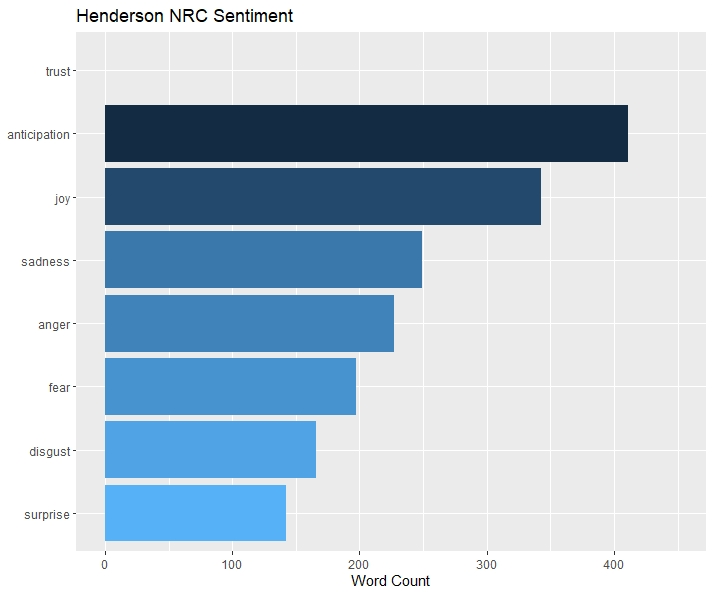 Henderson NRC Sentiment
trust
anticipation
joy
sadness
anger
fear
disgust
surprise
0 100 200 300 400
Word Count